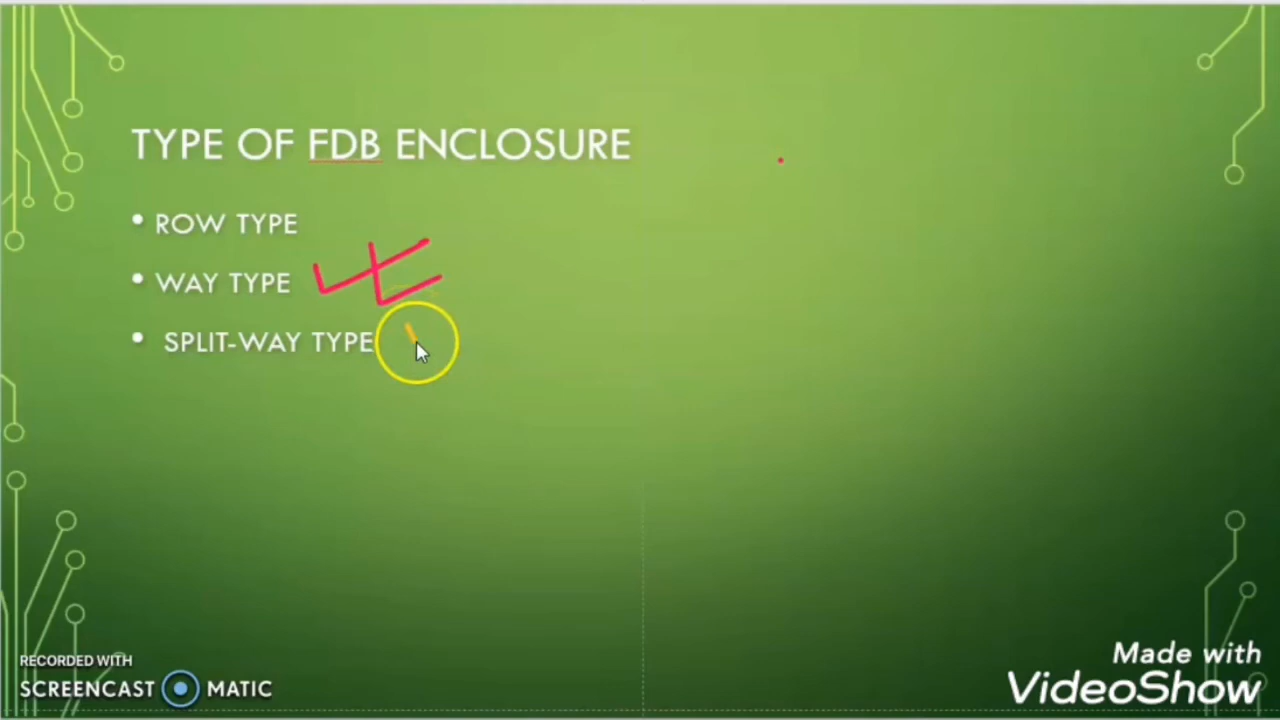 TYPE OF FDB ENCLOSURE
• ROW TYPE
• WAY TYPE
• SPLIT-WAY TYPE
RECORDED WITH
SCREENCAST MATIC
Made with
VideoShow